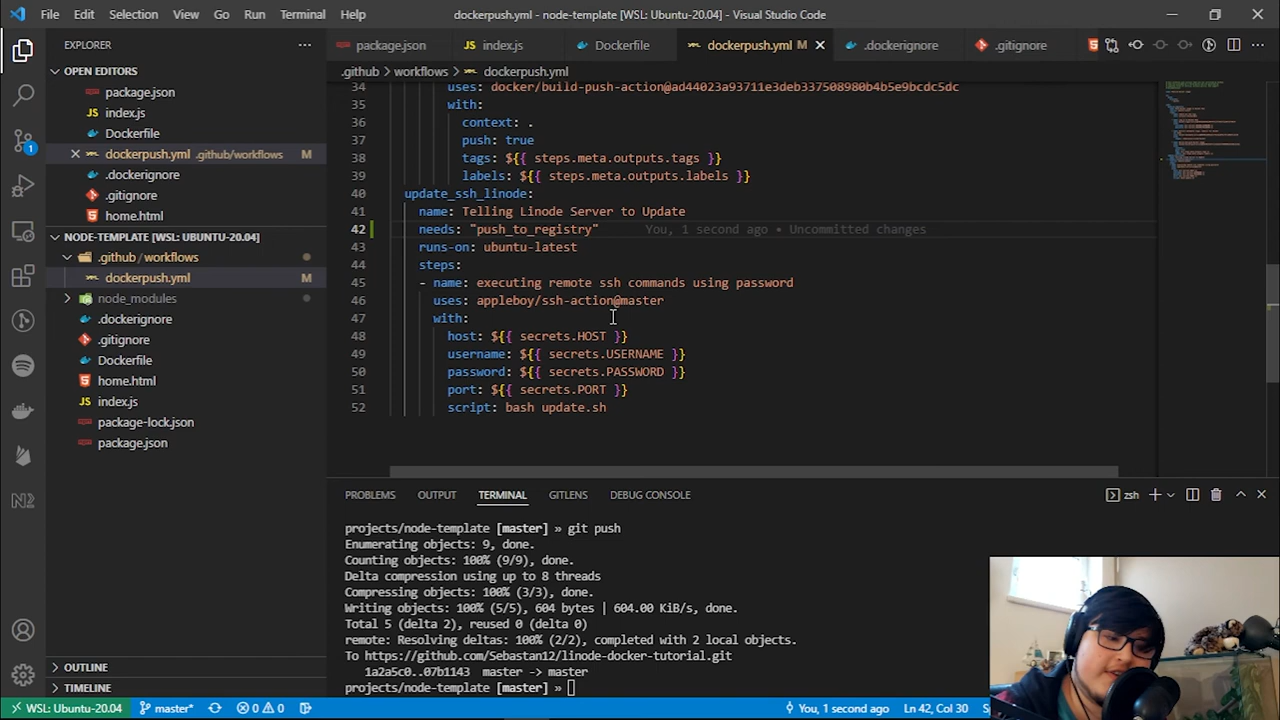 File Edit Selection View Go Run Terminal Help
dockerpush.yml - node-template [WSL: Ubuntu-20.04] - Visual Studio Code
EXPLORER
OPEN EDITORS
package.json
index.js
Dockerfile
dockerpush.yml .github/workflows M
.dockerignore
.gitignore
home.html
NODE-TEMPLATE [WSL: UBUNTU-20.04]
.github/workflows
dockerpush.yml M
node_modules
.dockerignore
.gitignore
Dockerfile
home.html
index.js
package-lock.json
package.json
OUTLINE
TIMELINE
package.json index.js Dockerfile dockerpush.yml M .dockerignore .gitignore
.github > workflows > dockerpush.yml
34 uses: docker/build-push-action@ad44023a93711e3deb337508980b4b5e9bcdc5dc
35 with:
36 context: .
37 push: true
38 tags: ${{ steps.meta.outputs.tags }}
39 labels: ${{ steps.meta.outputs.labels }}
40 update_ssh_linode:
41 name: Telling Linode Server to Update
42 needs: "push_to_registry" You, 1 second ago • Uncommitted changes
43 runs-on: ubuntu-latest
44 steps:
45 - name: executing remote ssh commands using password
46 uses: appleboy/ssh-action@master
47 with:
48 host: ${{ secrets.HOST }}
49 username: ${{ secrets.USERNAME }}
50 password: ${{ secrets.PASSWORD }}
51 port: ${{ secrets.PORT }}
52 script: bash update.sh
PROBLEMS OUTPUT TERMINAL GITLENS DEBUG CONSOLE
zsh
projects/node-template [master] » git push
Enumerating objects: 9, done.
Counting objects: 100% (9/9), done.
Delta compression using up to 8 threads
Compressing objects: 100% (3/3), done.
Writing objects: 100% (5/5), 604 bytes | 604.00 KiB/s, done.
Total 5 (delta 2), reused 0 (delta 0)
remote: Resolving deltas: 100% (2/2), completed with 2 local objects.
To https://github.com/Sebastan12/linode-docker-tutorial.git
1a2a5c0..07b1143 master -> master
projects/node-template [master] »
WSL: Ubuntu-20.04 master* 0 0 You, 1 second ago Ln 42, Col 30